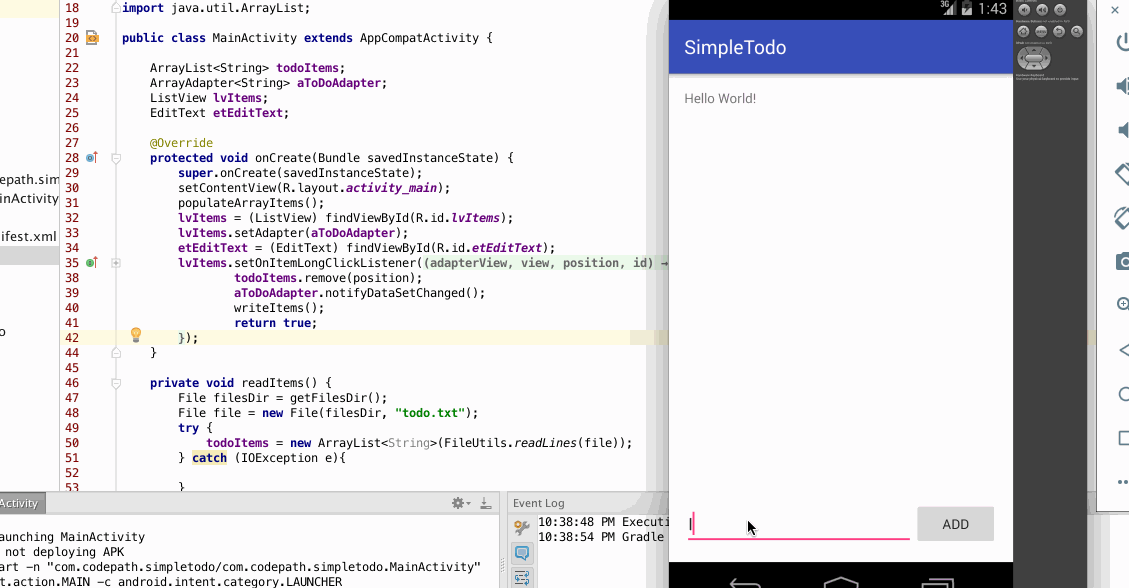 18 import java.util.ArrayList;
19
20 public class MainActivity extends AppCompatActivity {
21
22 ArrayList<String> todoItems;
23 ArrayAdapter<String> aToDoAdapter;
24 ListView lvItems;
25 EditText etEditText;
26
27 @Override
28 protected void onCreate(Bundle savedInstanceState) {
29 super.onCreate(savedInstanceState);
30 setContentView(R.layout.activity_main);
31 populateArrayItems();
32 lvItems = (ListView) findViewById(R.id.lvItems);
33 lvItems.setAdapter(aToDoAdapter);
34 etEditText = (EditText) findViewById(R.id.etEditText);
35 lvItems.setOnItemLongClickListener((adapterView, view, position, id) →
38 todoItems.remove(position);
39 aToDoAdapter.notifyDataSetChanged();
40 writeItems();
41 return true;
42 });
44 }
45
46 private void readItems() {
47 File filesDir = getFilesDir();
48 File file = new File(filesDir, "todo.txt");
49 try {
50 todoItems = new ArrayList<String>(FileUtils.readLines(file));
51 } catch (IOException e){
52
53 }
epath.sim
inActivity
ifest.xml
o
Activity
aunching MainActivity
not deploying APK
art -n "com.codepath.simpletodo/com.codepath.simpletodo.MainActivity"
t.action.MAIN -c android.intent.category.LAUNCHER
Event Log
10:38:48 PM Executi
10:38:54 PM Gradle
3G 1:43
SimpleTodo
Hello World!
l
ADD